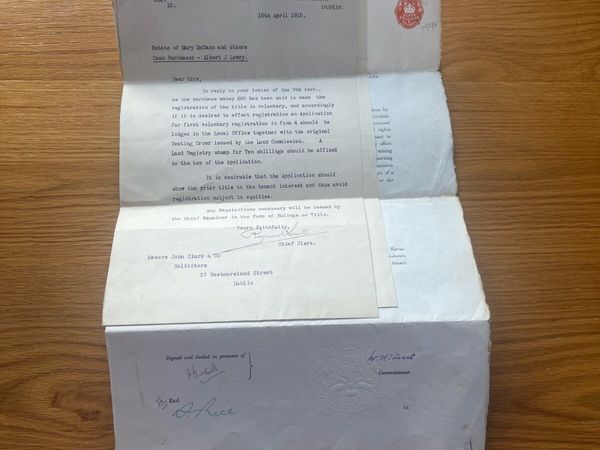 15.
DUBLIN.
10th April 1915.
Estate of Mary McCann and others
Cash Purchaser - Albert J Lowry.
Dear Sirs,
In reply to your letter of the 9th inst.,
as the purchase money £60 has been paid in cash the
registration of the title is voluntary, and accordingly
if it is desired to effect registration an Application
for first voluntary registration in form 4 should be
lodged in the Local Office together with the original
Vesting Order issued by the Land Commission. A
Land Registry stamp for Ten shillings should be affixed
to the top of the Application.
It is desirable that the Application should
show the prior title to the tenant interest and thus avoid
registration subject to equities.
Any Requisitions necessary will be issued by
the Chief Examiner in the form of Rulings on Title.
Yours faithfully,
Chief Clerk.
Messrs John Clark & Co
Solicitors
37 Westmoreland Street
Dublin
Signed and Sealed in presence of
Commissioner.
And
D. Rice